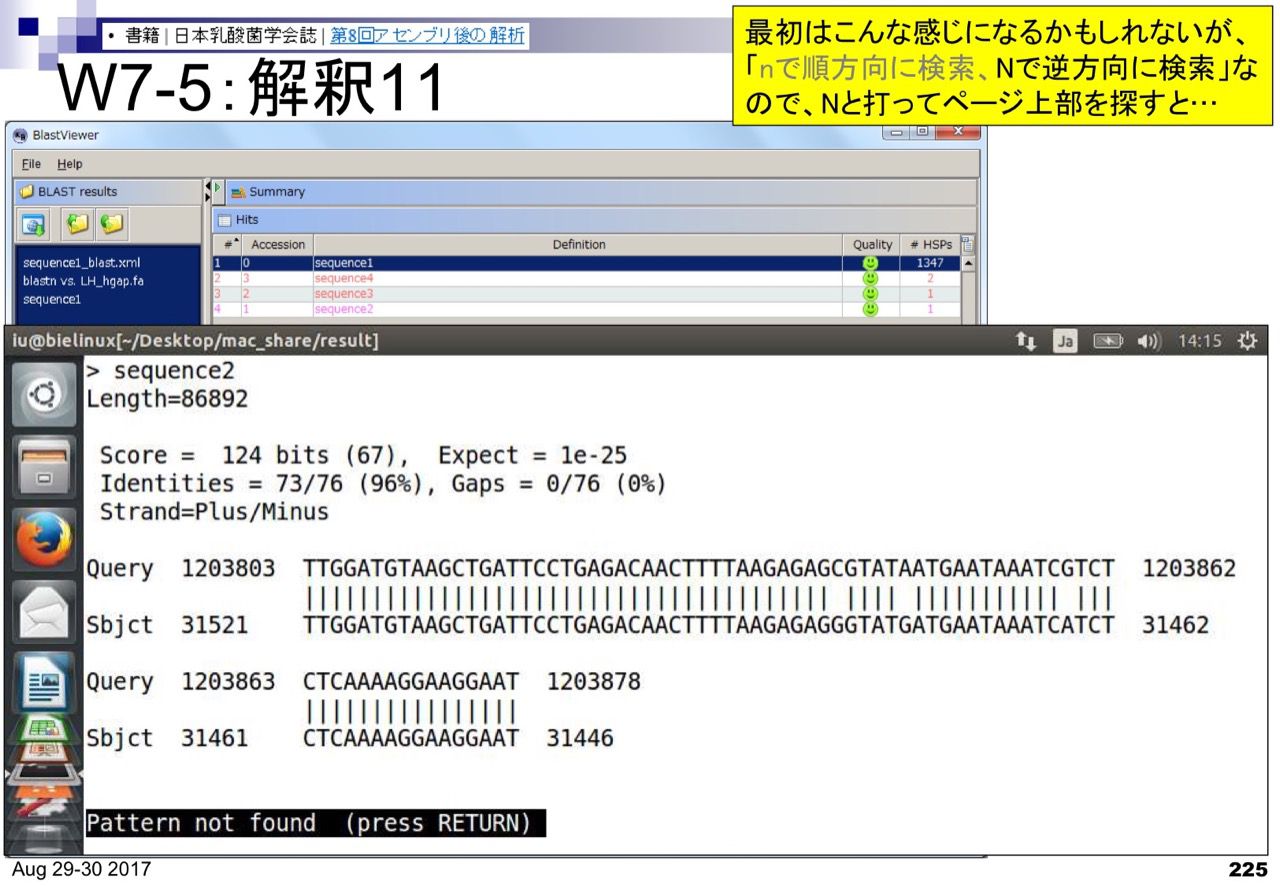 • 書籍 | 日本乳酸菌学会誌 | 第8回アセンブリ後の解析
W7-5：解釈11
最初はこんな感じになるかもしれないが、
「nで順方向に検索、Nで逆方向に検索」な
ので、Nと打ってページ上部を探すと…
BlastViewer
File Help
BLAST results
Summary
Hits
# Accession Definition Quality # HSPs
1 0 sequence1 1347
2 3 sequence4 2
3 2 sequence3 1
4 1 sequence2 1
sequence1_blast.xml
blastn vs. LH_hgap.fa
sequence1
iu@bielinux[~/Desktop/mac_share/result] Ja 14:15
> sequence2
Length=86892
Score = 124 bits (67), Expect = 1e-25
Identities = 73/76 (96%), Gaps = 0/76 (0%)
Strand=Plus/Minus
Query 1203803 TTGGATGTAAGCTGATTCCTGAGACAACTTTTAAGAGAGCGTATAATGAATAAATCGTCT 1203862
||||||||||||||||||||||||||||||||||||||| |||| ||||||||||| |||
Sbjct 31521 TTGGATGTAAGCTGATTCCTGAGACAACTTTTAAGAGAGGGTATGATGAATAAATCATCT 31462
Query 1203863 CTCAAAAGGAAGGAAT 1203878
||||||||||||||||
Sbjct 31461 CTCAAAAGGAAGGAAT 31446
Pattern not found (press RETURN)
Aug 29-30 2017
225